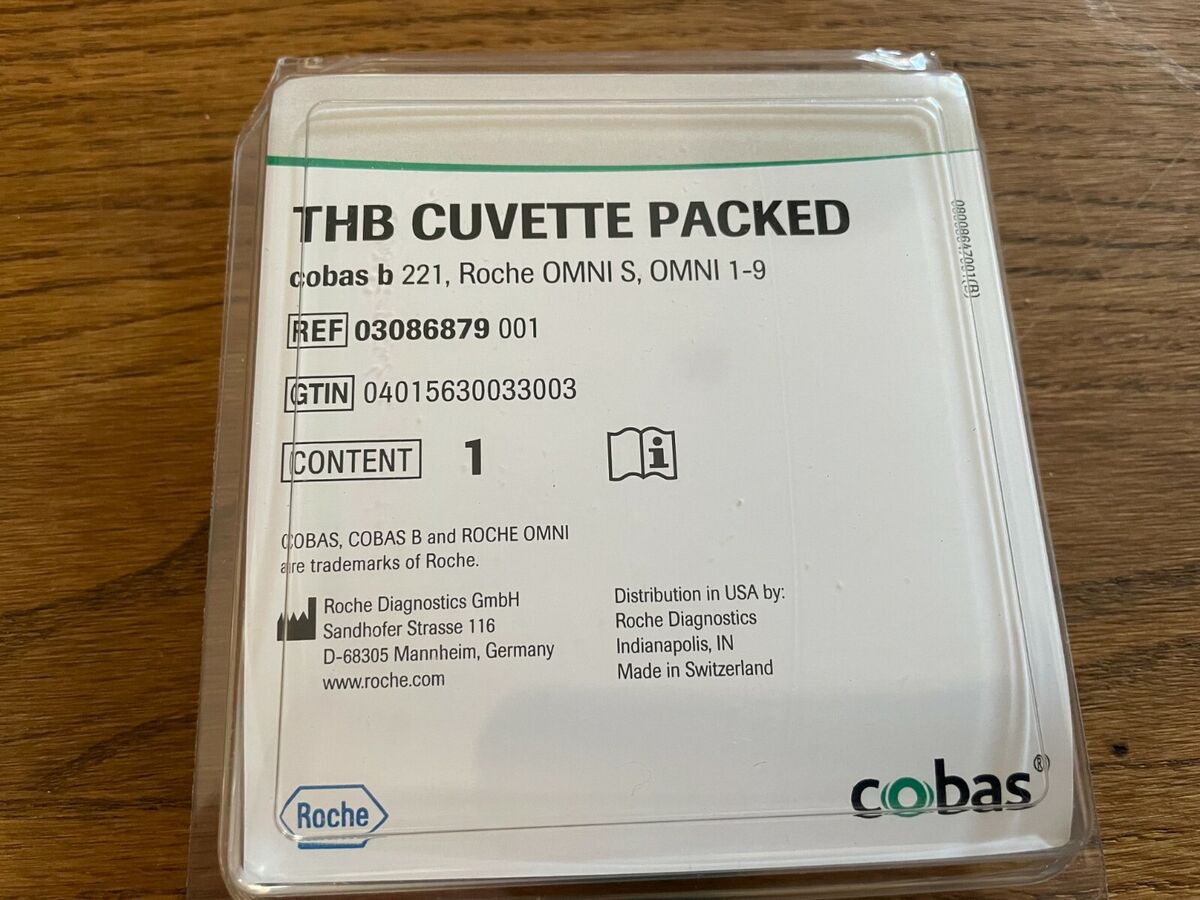 THB CUVETTE PACKED
cobas b 221, Roche OMNI S, OMNI 1-9
REF 03086879 001
GTIN 04015630033003
CONTENT 1
i
COBAS, COBAS B and ROCHE OMNI
are trademarks of Roche.
Roche Diagnostics GmbH
Sandhofer Strasse 116
D-68305 Mannheim, Germany
www.roche.com
Distribution in USA by:
Roche Diagnostics
Indianapolis, IN
Made in Switzerland
Roche
cobas®